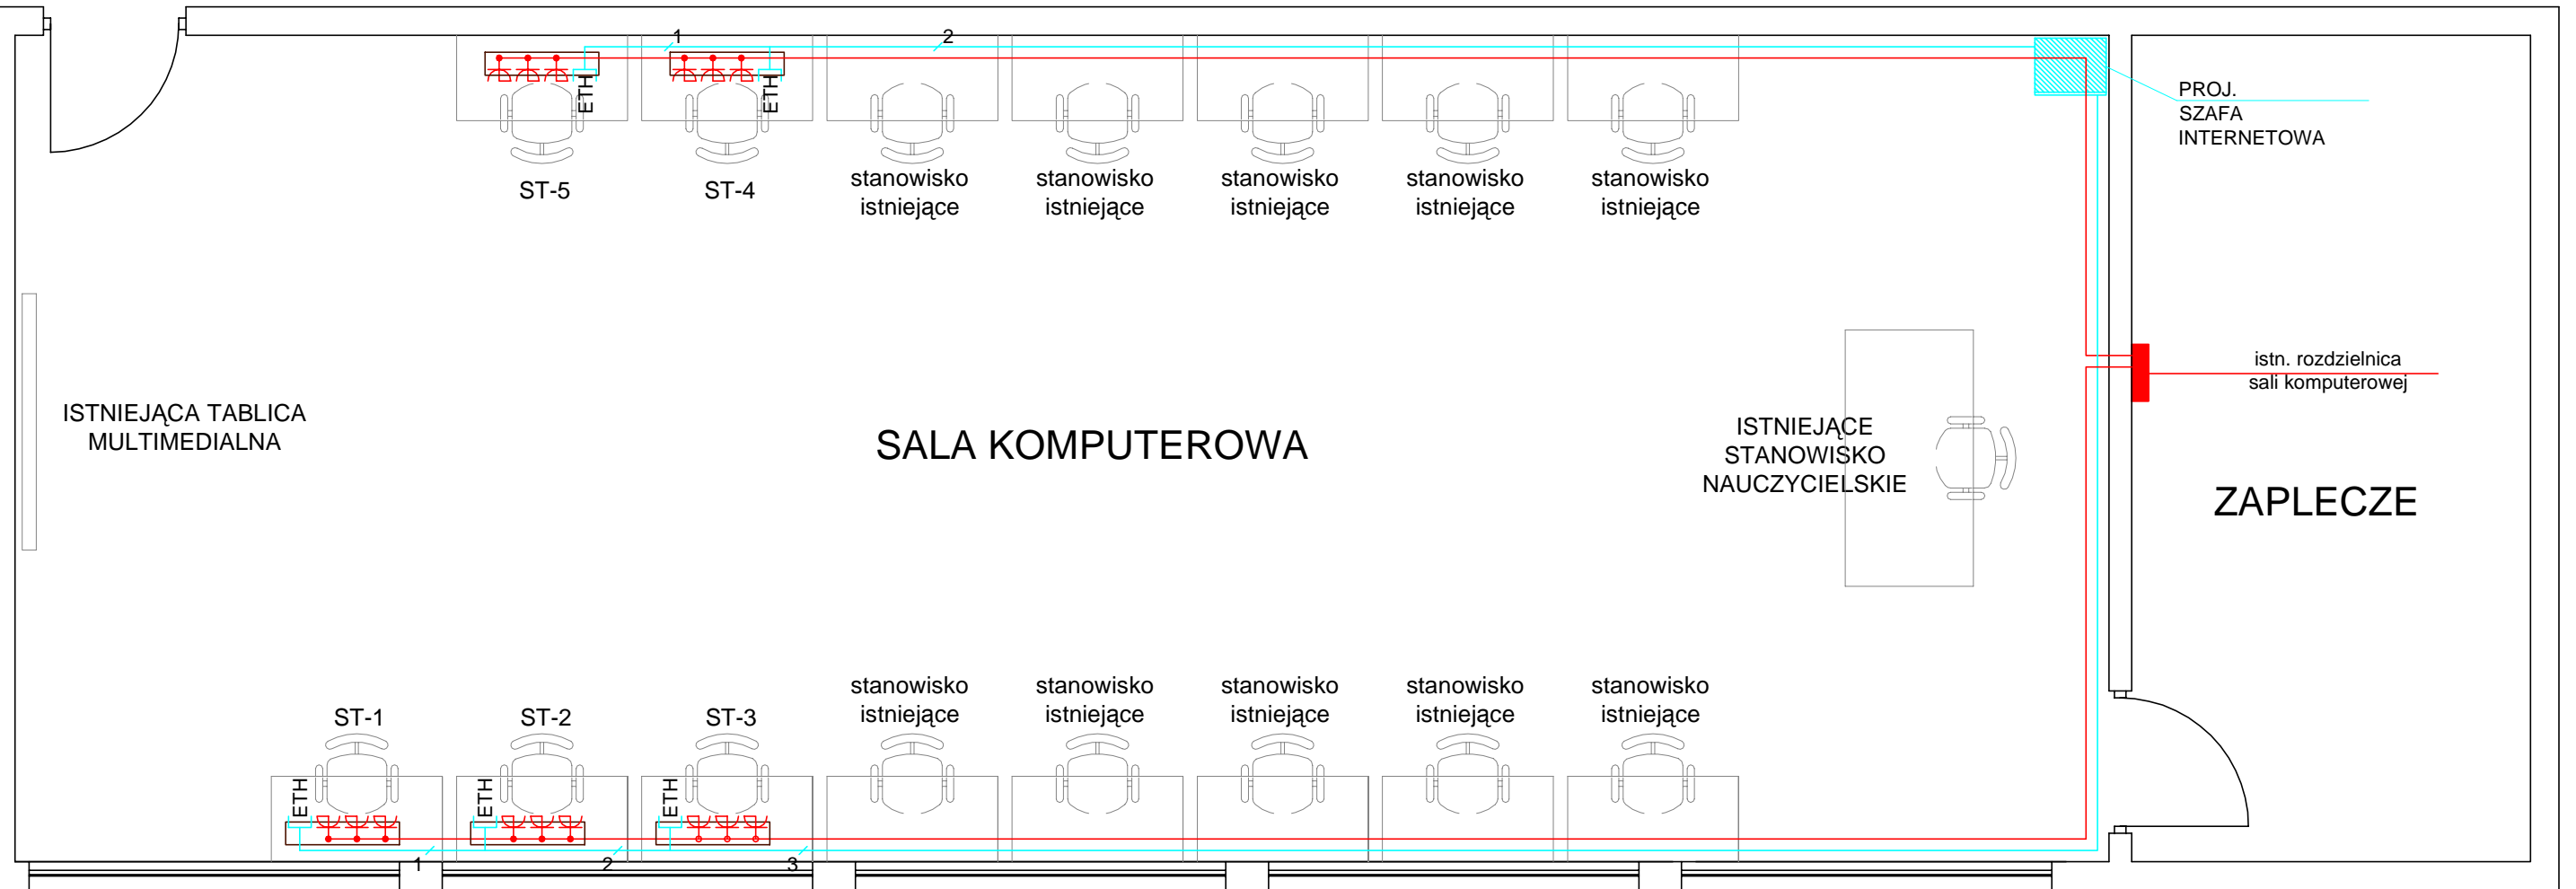 1
2
ETH
ETH
PROJ.
SZAFA
INTERNETOWA
ST-5
ST-4
stanowisko
istniejące
stanowisko
istniejące
stanowisko
istniejące
stanowisko
istniejące
stanowisko
istniejące
istn. rozdzielnica
sali komputerowej
ISTNIEJĄCA TABLICA
MULTIMEDIALNA
SALA KOMPUTEROWA
ISTNIEJĄCE
STANOWISKO
NAUCZYCIELSKIE
ZAPLECZE
ST-1
ST-2
ST-3
stanowisko
istniejące
stanowisko
istniejące
stanowisko
istniejące
stanowisko
istniejące
stanowisko
istniejące
ETH
ETH
ETH
1
2
3